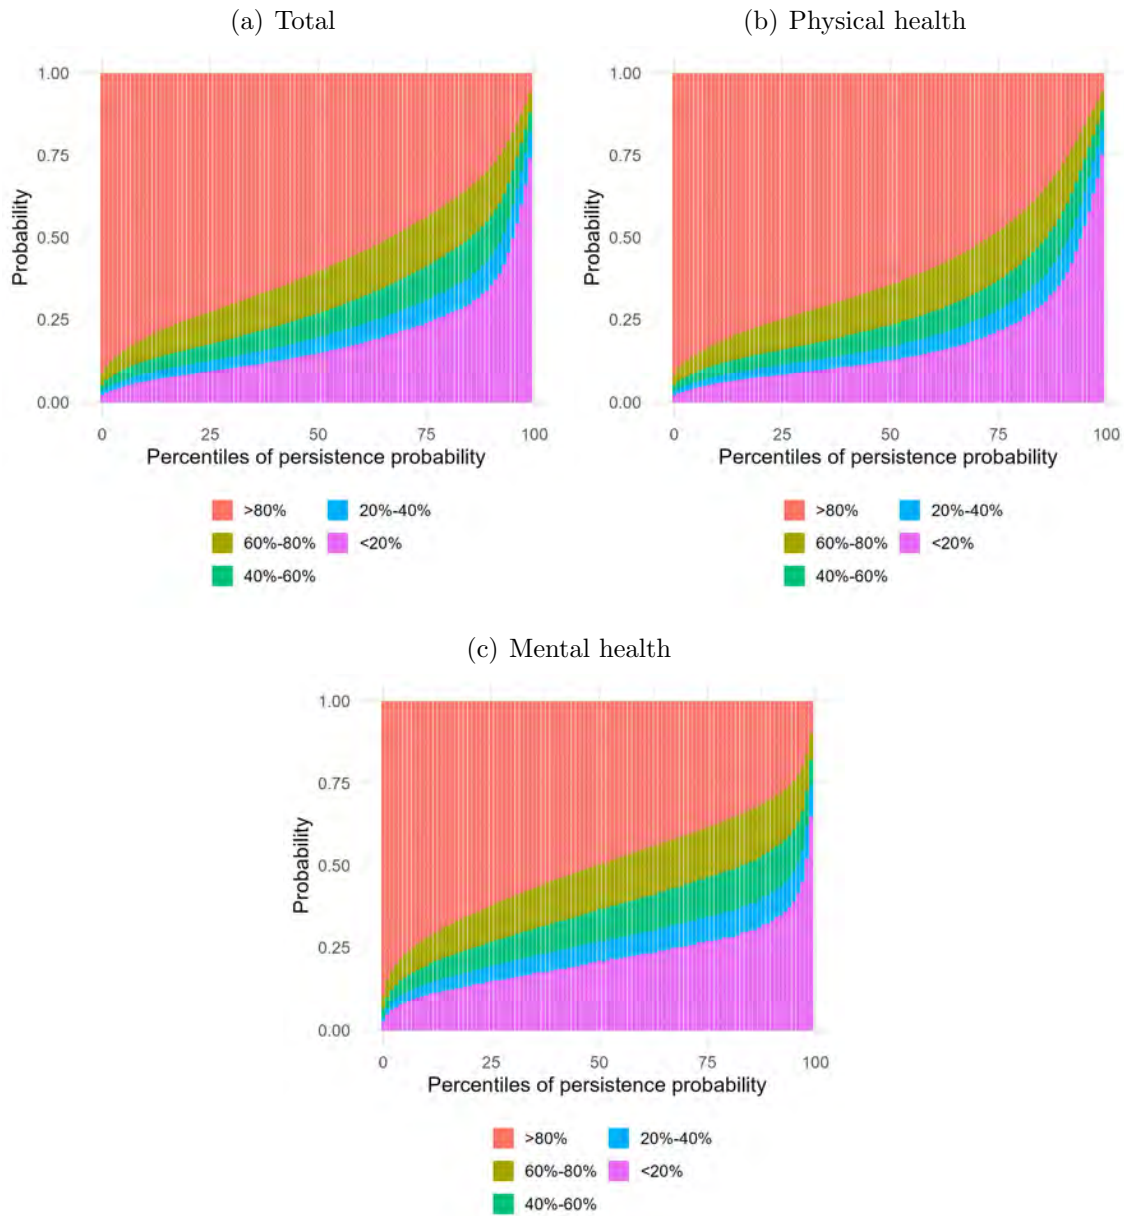 (a) Total
(b) Physical health
1.00
0.75
0.50
0.25
0.00
Probability
0 25 50 75 100
Percentiles of persistence probability
>80% 20%-40%
60%-80% <20%
40%-60%
1.00
0.75
0.50
0.25
0.00
Probability
0 25 50 75 100
Percentiles of persistence probability
>80% 20%-40%
60%-80% <20%
40%-60%
(c) Mental health
1.00
0.75
0.50
0.25
0.00
Probability
0 25 50 75 100
Percentiles of persistence probability
>80% 20%-40%
60%-80% <20%
40%-60%